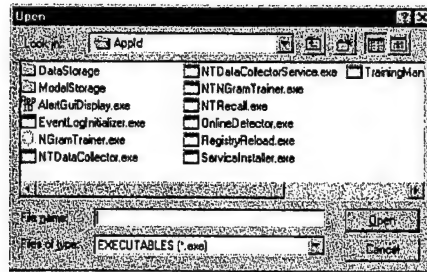 Open
Look in: AppId
DataStorage
ModelStorage
AlertGuiDisplay.exe
EventLogInitializer.exe
NGramTrainer.exe
NTDataCollector.exe
NTDataCollectorService.exe
NTNGramTrainer.exe
NTRecall.exe
OnlineDetector.exe
RegistryReload.exe
ServiceInstaller.exe
TrainingMan
File name:
Open
Files of type: EXECUTABLES (*.exe)
Cancel